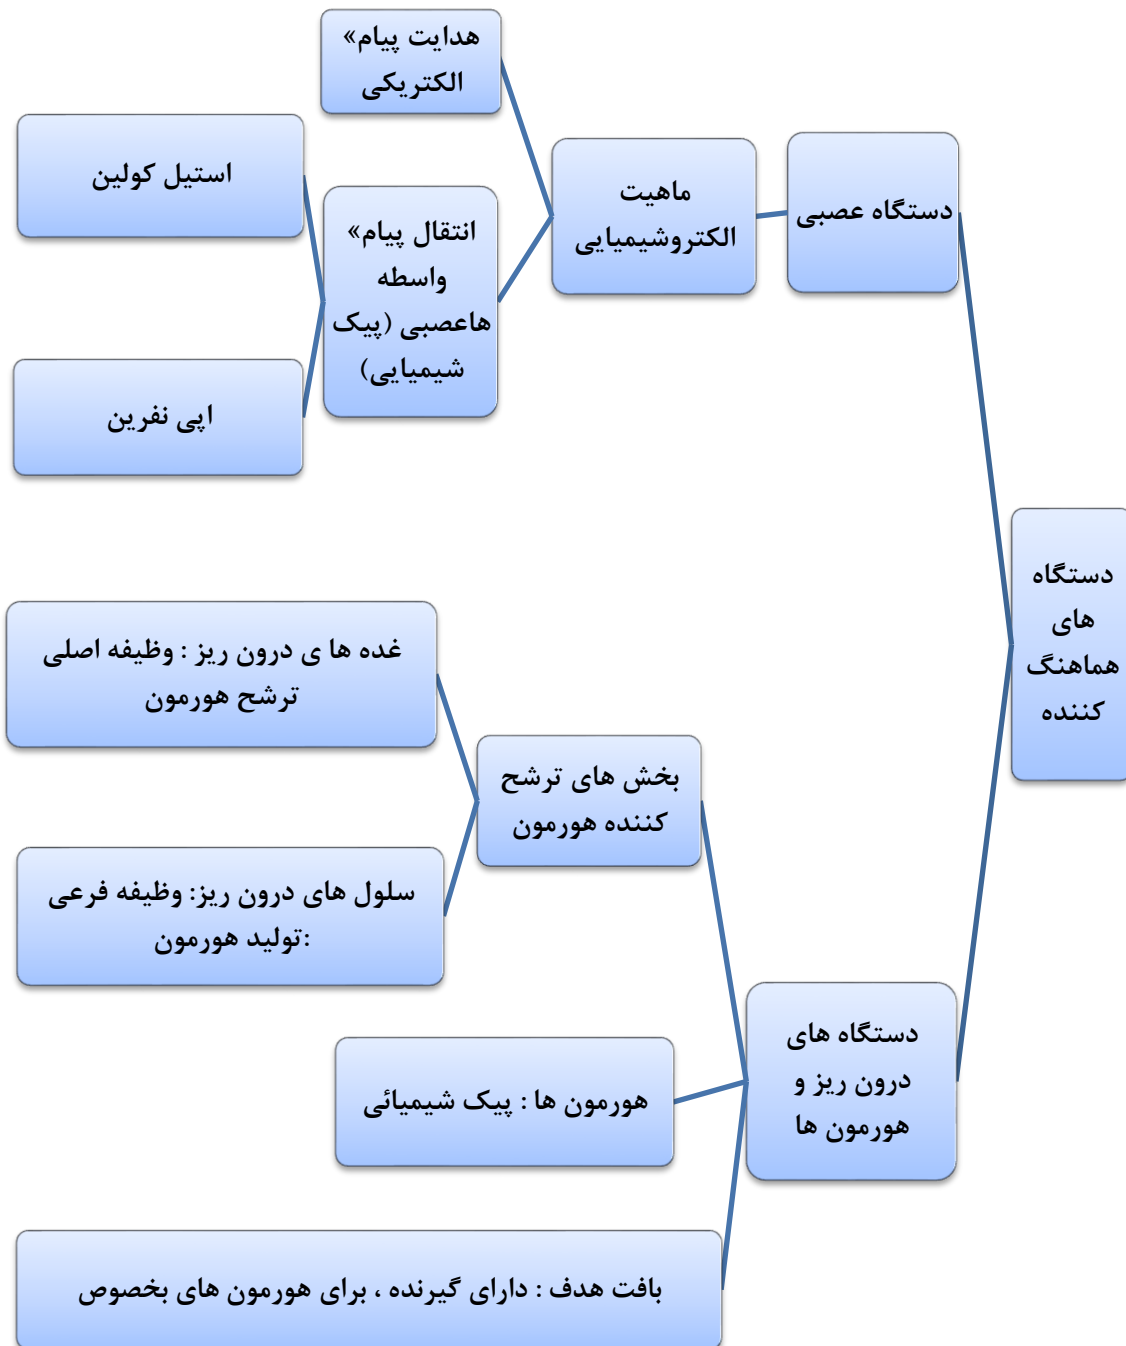 دستگاه
های
هماهنگ
کننده
دستگاه عصبی
ماهیت
الکتروشیمیایی
هدایت پیام»
الکتریکی
انتقال پیام»
واسطه
هاعصبی (پیک
شیمیایی)
استیل کولین
اپی نفرین
دستگاه های
درون ریز و
هورمون ها
بخش های ترشح
کننده هورمون
غده ها ی درون ریز : وظیفه اصلی
ترشح هورمون
سلول های درون ریز: وظیفه فرعی
:تولید هورمون
هورمون ها : پیک شیمیائی
بافت هدف : دارای گیرنده ، برای هورمون های بخصوص